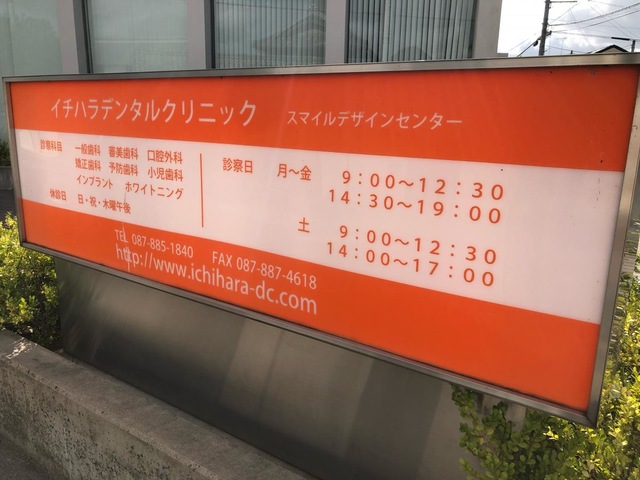 イチハラデンタルクリニック スマイルデザインセンター
診察科目 一般歯科 審美歯科 口腔外科
矯正歯科 予防歯科 小児歯科
インプラント ホワイトニング
休診日 日・祝・木曜午後
診察日 月〜金 9:00〜12:30
14:30〜19:00
土 9:00〜12:30
14:00〜17:00
TEL 087-885-1840 FAX 087-887-4618
http://www.ichihara-dc.com